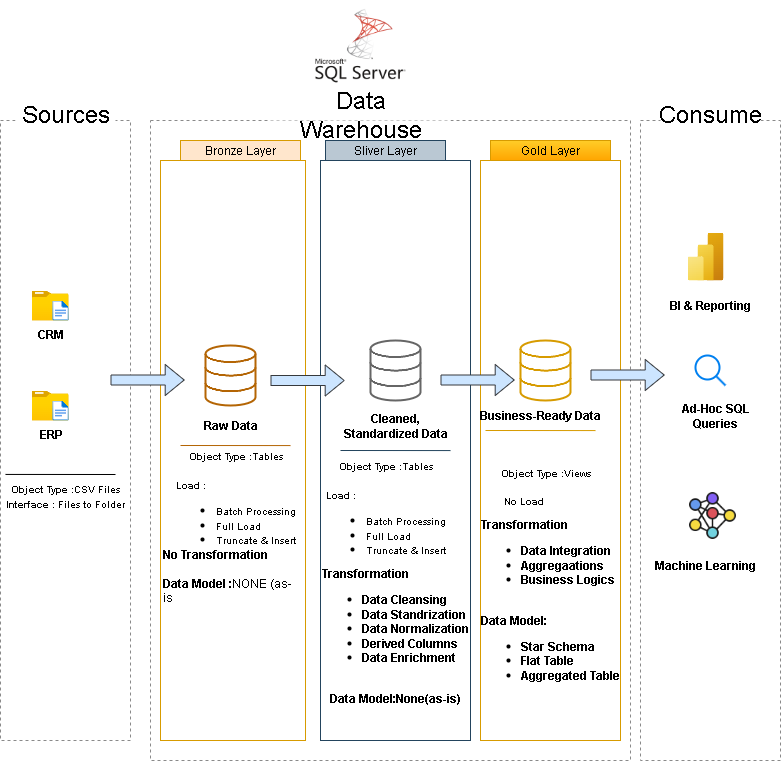 Microsoft®
SQL Server
Sources
Data
Warehouse
Consume
Bronze Layer
Sliver Layer
Gold Layer
CRM
ERP
Object Type :CSV Files
Interface : Files to Folder
Raw Data
Object Type :Tables
Load :
• Batch Processing
• Full Load
• Truncate & Insert
No Transformation
Data Model :NONE (as-
is
Cleaned,
Standardized Data
Object Type :Tables
Load :
• Batch Processing
• Full Load
• Truncate & Insert
Transformation
• Data Cleansing
• Data Standrization
• Data Normalization
• Derived Columns
• Data Enrichment
Data Model:None(as-is)
Business-Ready Data
Object Type :Views
No Load
Transformation
• Data Integration
• Aggregaations
• Business Logics
Data Model:
• Star Schema
• Flat Table
• Aggregated Table
BI & Reporting
Ad-Hoc SQL
Queries
Machine Learning